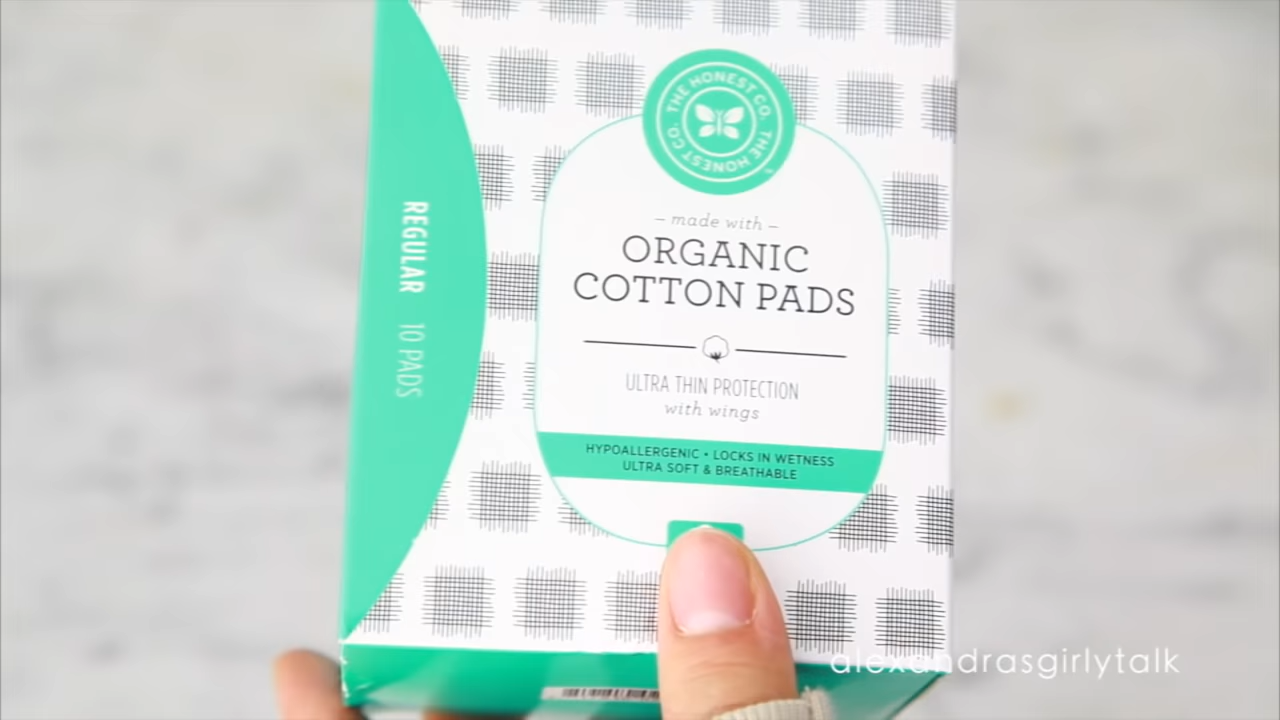 THE HONEST CO. THE HONEST CO.
– made with –
ORGANIC
COTTON PADS
ULTRA THIN PROTECTION
with wings
HYPOALLERGENIC • LOCKS IN WETNESS
ULTRA SOFT & BREATHABLE
REGULAR 10 PADS
alexandrasgirlytalk